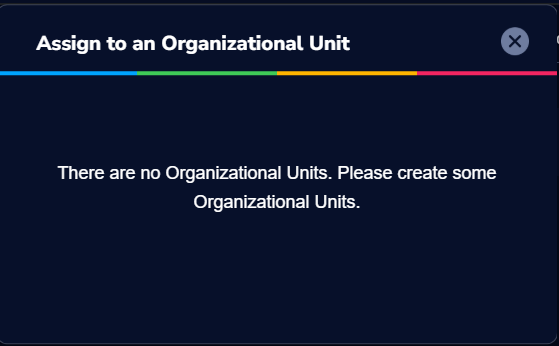 Assign to an Organizational Unit
There are no Organizational Units. Please create some
Organizational Units.